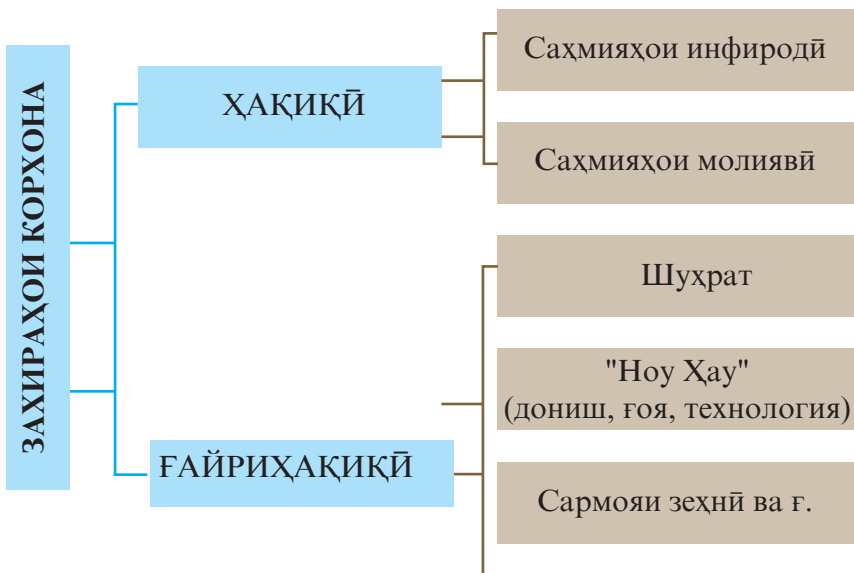 ЗАХИРАҲОИ КОРХОНА
ҲАҚИҚӢ
Саҳмияҳои инфиродӣ
Саҳмияҳои молиявӣ
ҒАЙРИҲАҚИҚӢ
Шуҳрат
"Ноу Ҳау"
(дониш, ғоя, технология)
Сармояи зеҳнӣ ва ғ.